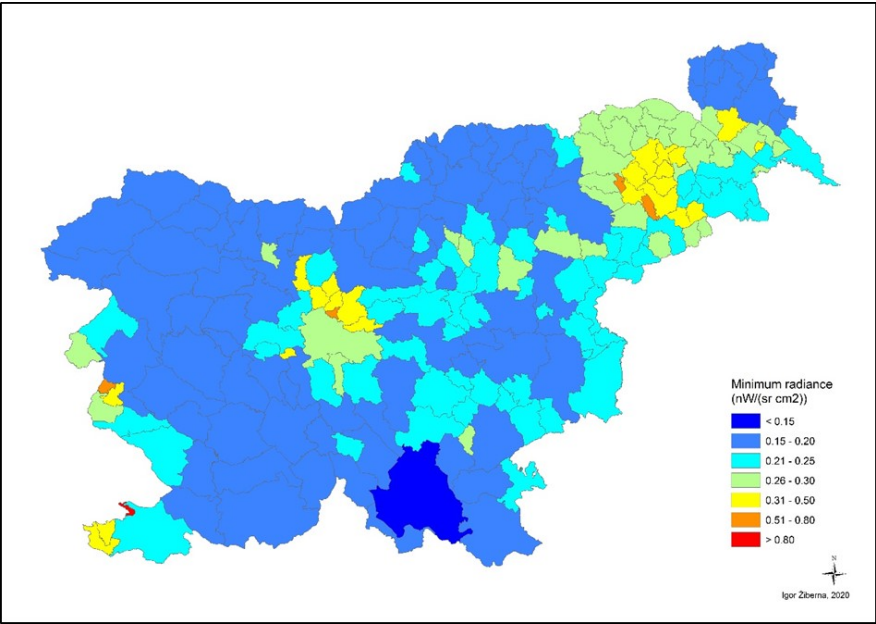 Minimum radiance
(nW/(sr cm2))
< 0.15
0.15 - 0.20
0.21 - 0.25
0.26 - 0.30
0.31 - 0.50
0.51 - 0.80
> 0.80
Igor Žiberna, 2020